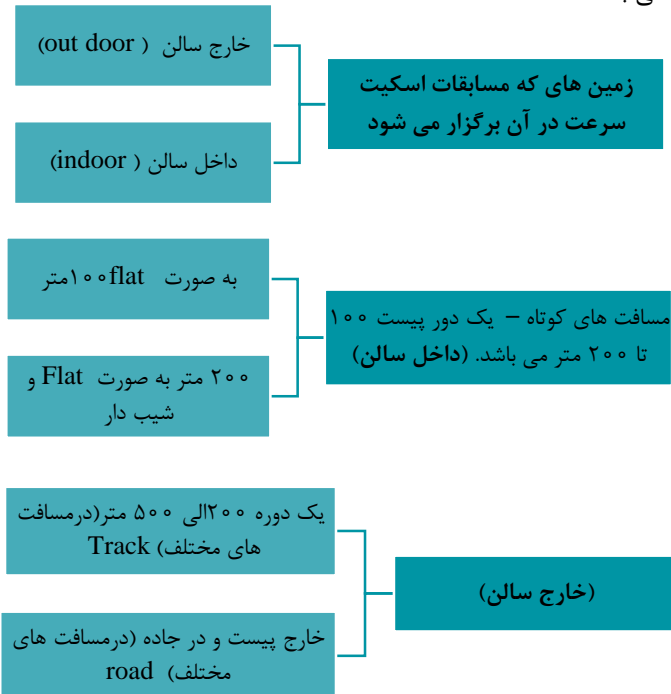 زمین های که مسابقات اسکیت
سرعت در آن برگزار می شود
خارج سالن ( out door)
داخل سالن ( indoor)
مسافت های کوتاه – یک دور پیست ۱۰۰
تا ۲۰۰ متر می باشد. (داخل سالن)
به صورت flat۱۰۰متر
۲۰۰ متر به صورت Flat و
شیب دار
(خارج سالن)
یک دوره ۲۰۰الی ۵۰۰ متر(درمسافت
های مختلف) Track
خارج پیست و در جاده (درمسافت های
مختلف) road